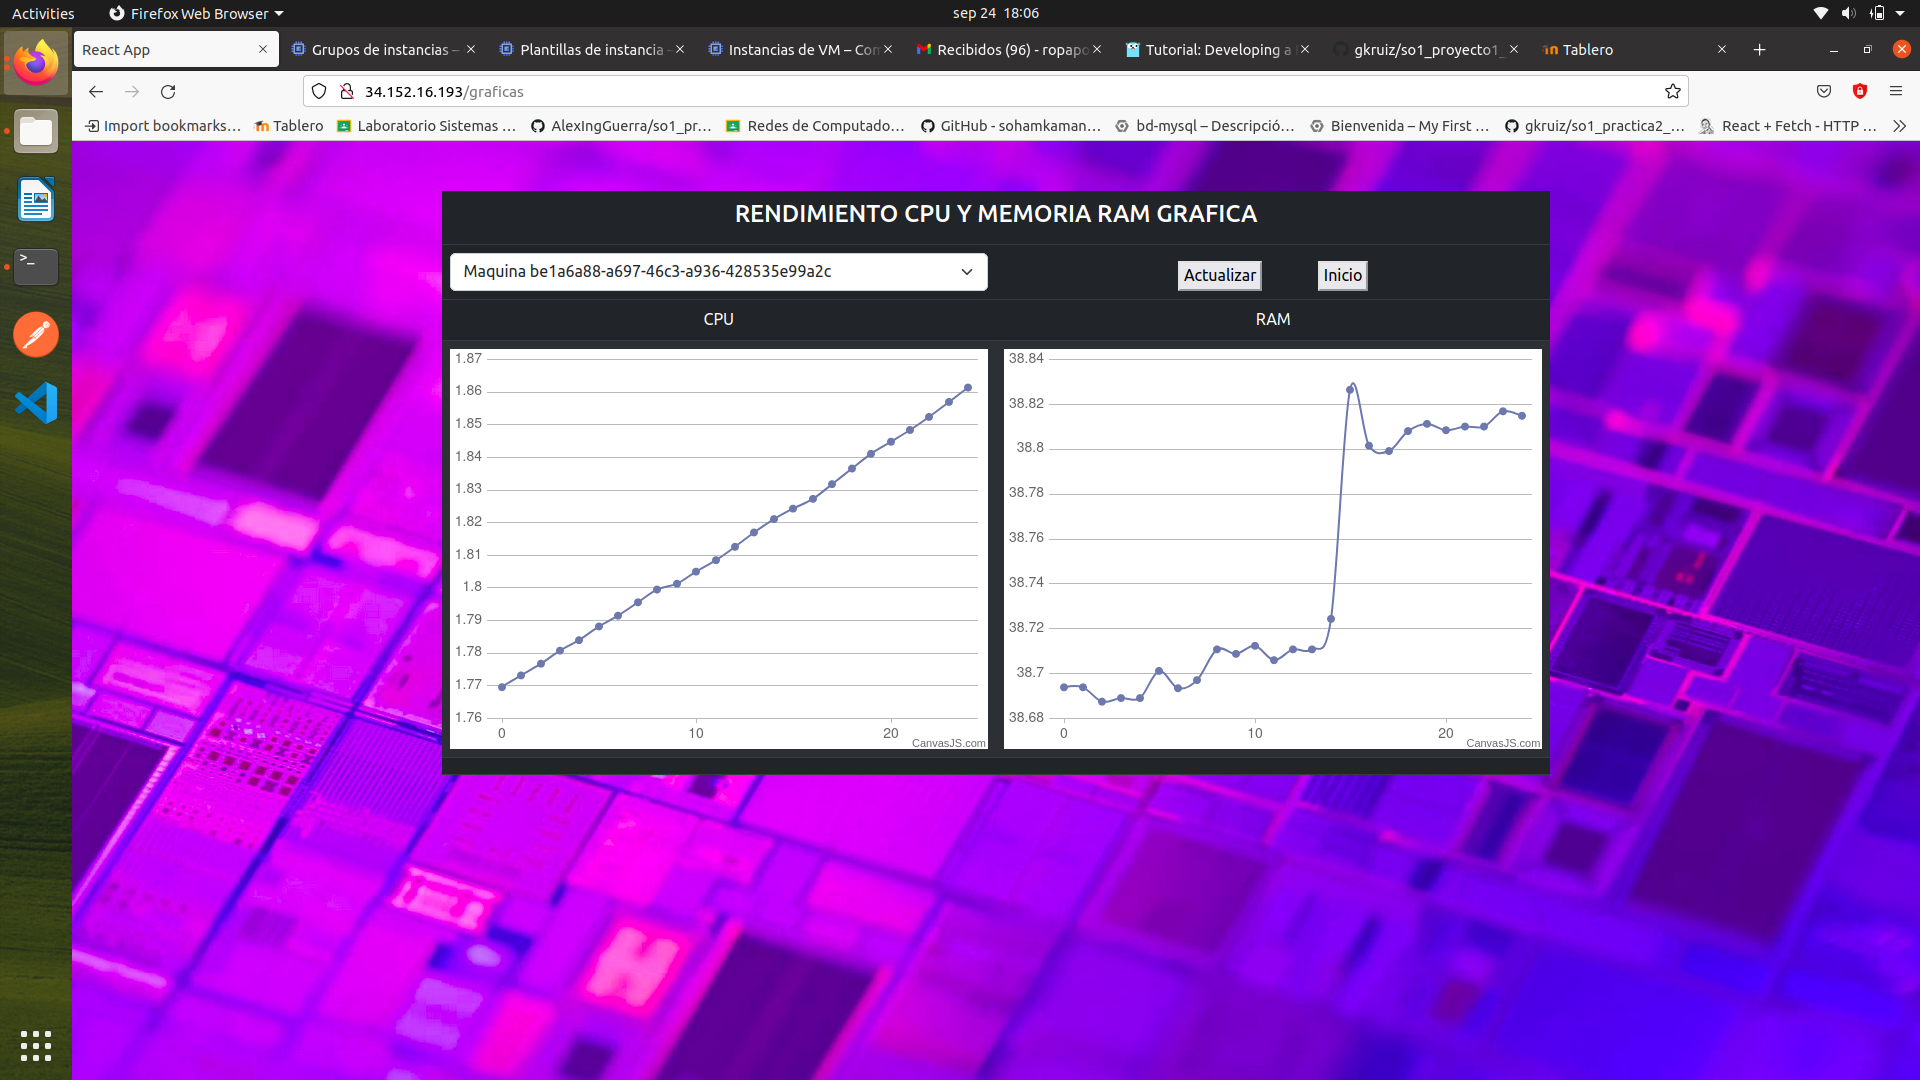 Activities
Firefox Web Browser
sep 24 18:06
React App
Grupos de instancias –
Plantillas de instancia –
Instancias de VM – Con
Recibidos (96) - ropapo
Tutorial: Developing a
gkruiz/so1_proyecto1_
Tablero
34.152.16.193/graficas
Import bookmarks...
Tablero
Laboratorio Sistemas ...
AlexIngGuerra/so1_pr...
Redes de Computado...
GitHub - sohamkaman...
bd-mysql – Descripció...
Bienvenida – My First ...
gkruiz/so1_practica2_...
React + Fetch - HTTP ...
RENDIMIENTO CPU Y MEMORIA RAM GRAFICA
Maquina be1a6a88-a697-46c3-a936-428535e99a2c
Actualizar
Inicio
CPU
RAM
1.87
1.86
1.85
1.84
1.83
1.82
1.81
1.8
1.79
1.78
1.77
1.76
0
10
20
CanvasJS.com
38.84
38.82
38.8
38.78
38.76
38.74
38.72
38.7
38.68
0
10
20
CanvasJS.com